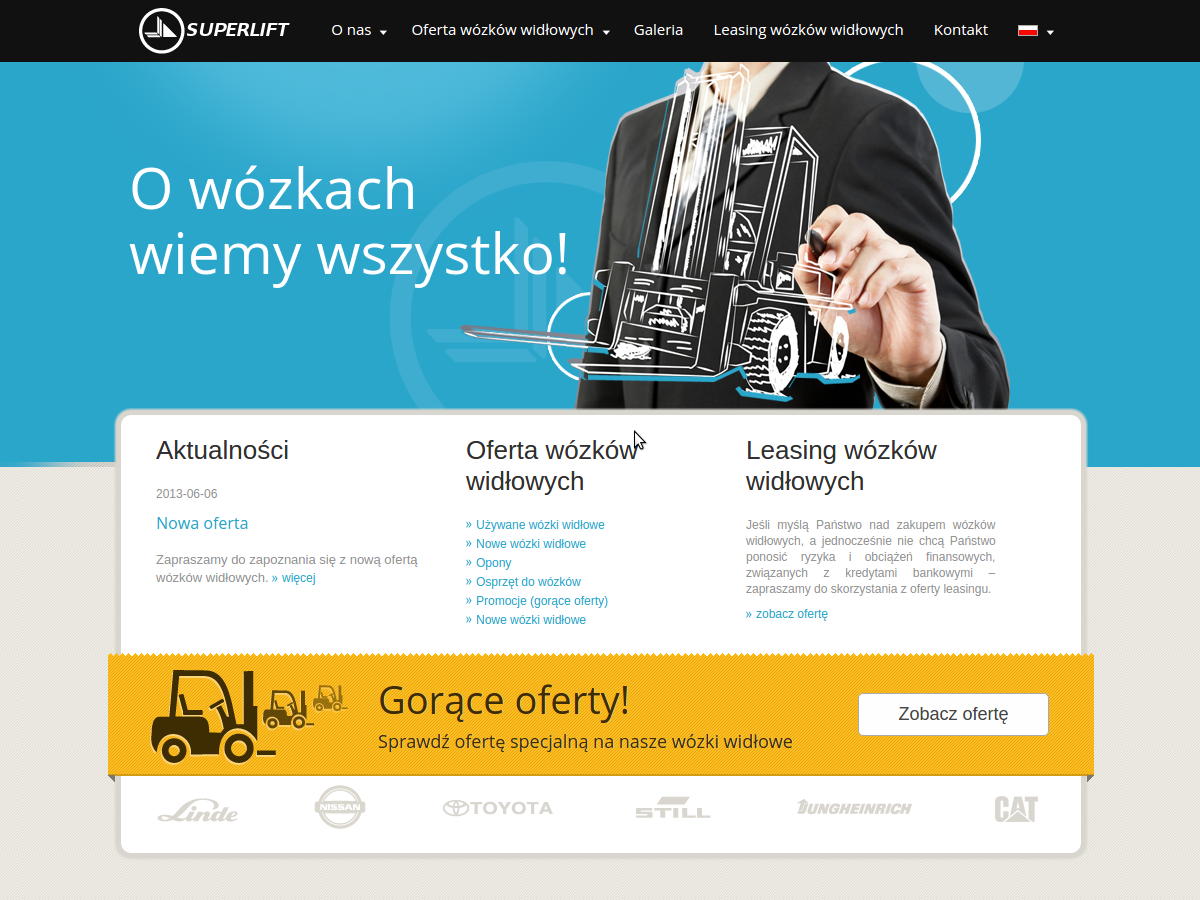 SUPERLIFT
O nas
Oferta wózków widłowych
Galeria
Leasing wózków widłowych
Kontakt
O wózkach
wiemy wszystko!
Aktualności
2013-06-06
Nowa oferta
Zapraszamy do zapoznania się z nową ofertą
wózków widłowych. » więcej
Oferta wózków
widłowych
» Używane wózki widłowe
» Nowe wózki widłowe
» Opony
» Osprzęt do wózków
» Promocje (gorące oferty)
» Nowe wózki widłowe
Leasing wózków
widłowych
Jeśli myślą Państwo nad zakupem wózków
widłowych, a jednocześnie nie chcą Państwo
ponosić ryzyka i obciążeń finansowych,
związanych z kredytami bankowymi –
zapraszamy do skorzystania z oferty leasingu.
» zobacz ofertę
Gorące oferty!
Sprawdź ofertę specjalną na nasze wózki widłowe
Zobacz ofertę
Linde
NISSAN
TOYOTA
STILL
JUNGHEINRICH
CAT